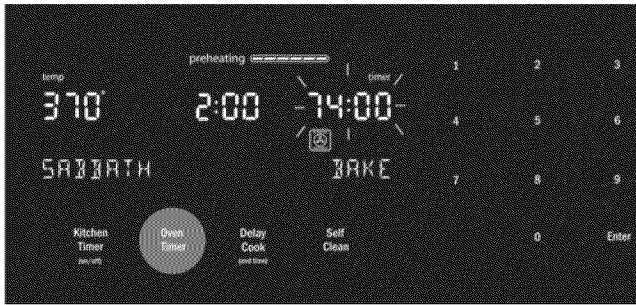 preheating
temp
timer
370°
2:00
74:00
SABBATH
BAKE
Kitchen Timer
(on/off)
Oven Timer
Delay Cook
(end time)
Self Clean
1 2 3
4 5 6
7 8 9
0 Enter